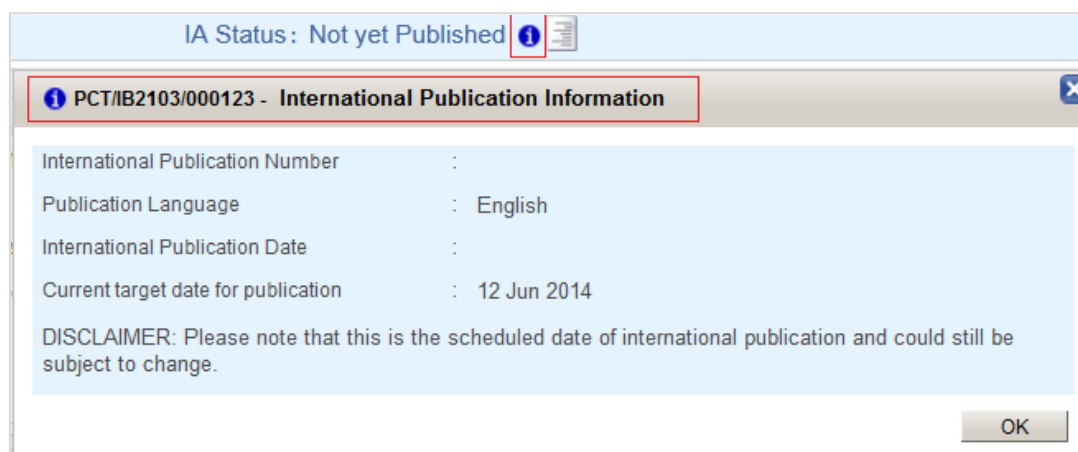 IA Status: Not yet Published
PCT/IB2103/000123 - International Publication Information
International Publication Number :
Publication Language : English
International Publication Date :
Current target date for publication : 12 Jun 2014
DISCLAIMER: Please note that this is the scheduled date of international publication and could still be
subject to change.
OK